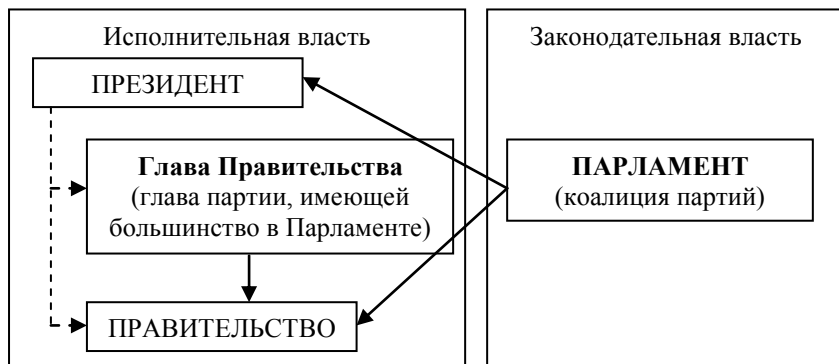 Исполнительная власть
ПРЕЗИДЕНТ
Глава Правительства
(глава партии, имеющей
большинство в Парламенте)
ПРАВИТЕЛЬСТВО
Законодательная власть
ПАРЛАМЕНТ
(коалиция партий)